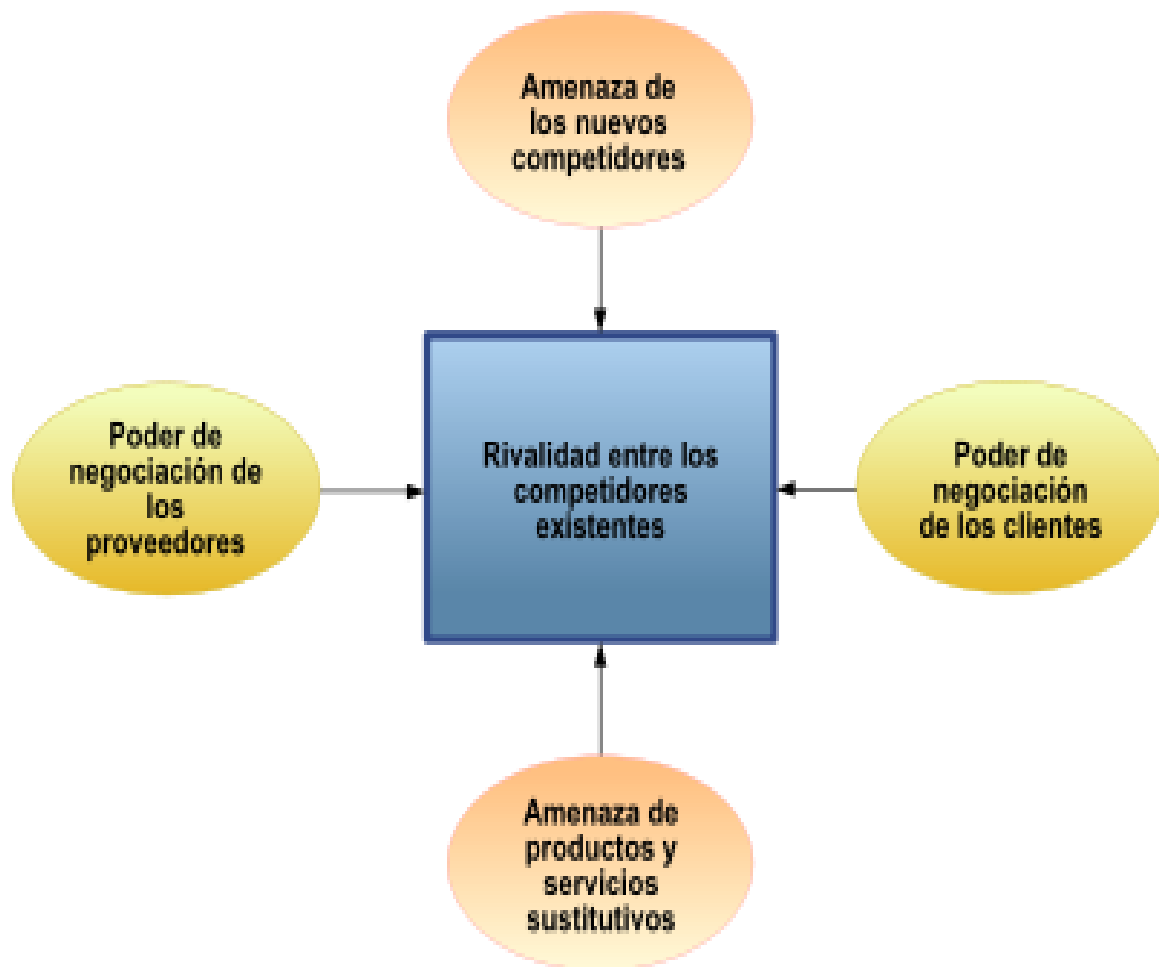 Amenaza de
los nuevos
competidores
Poder de
negociación de
los
proveedores
Rivalidad entre los
competidores
existentes
Poder de
negociación
de los clientes
Amenaza de
productos y
servicios
sustitutivos